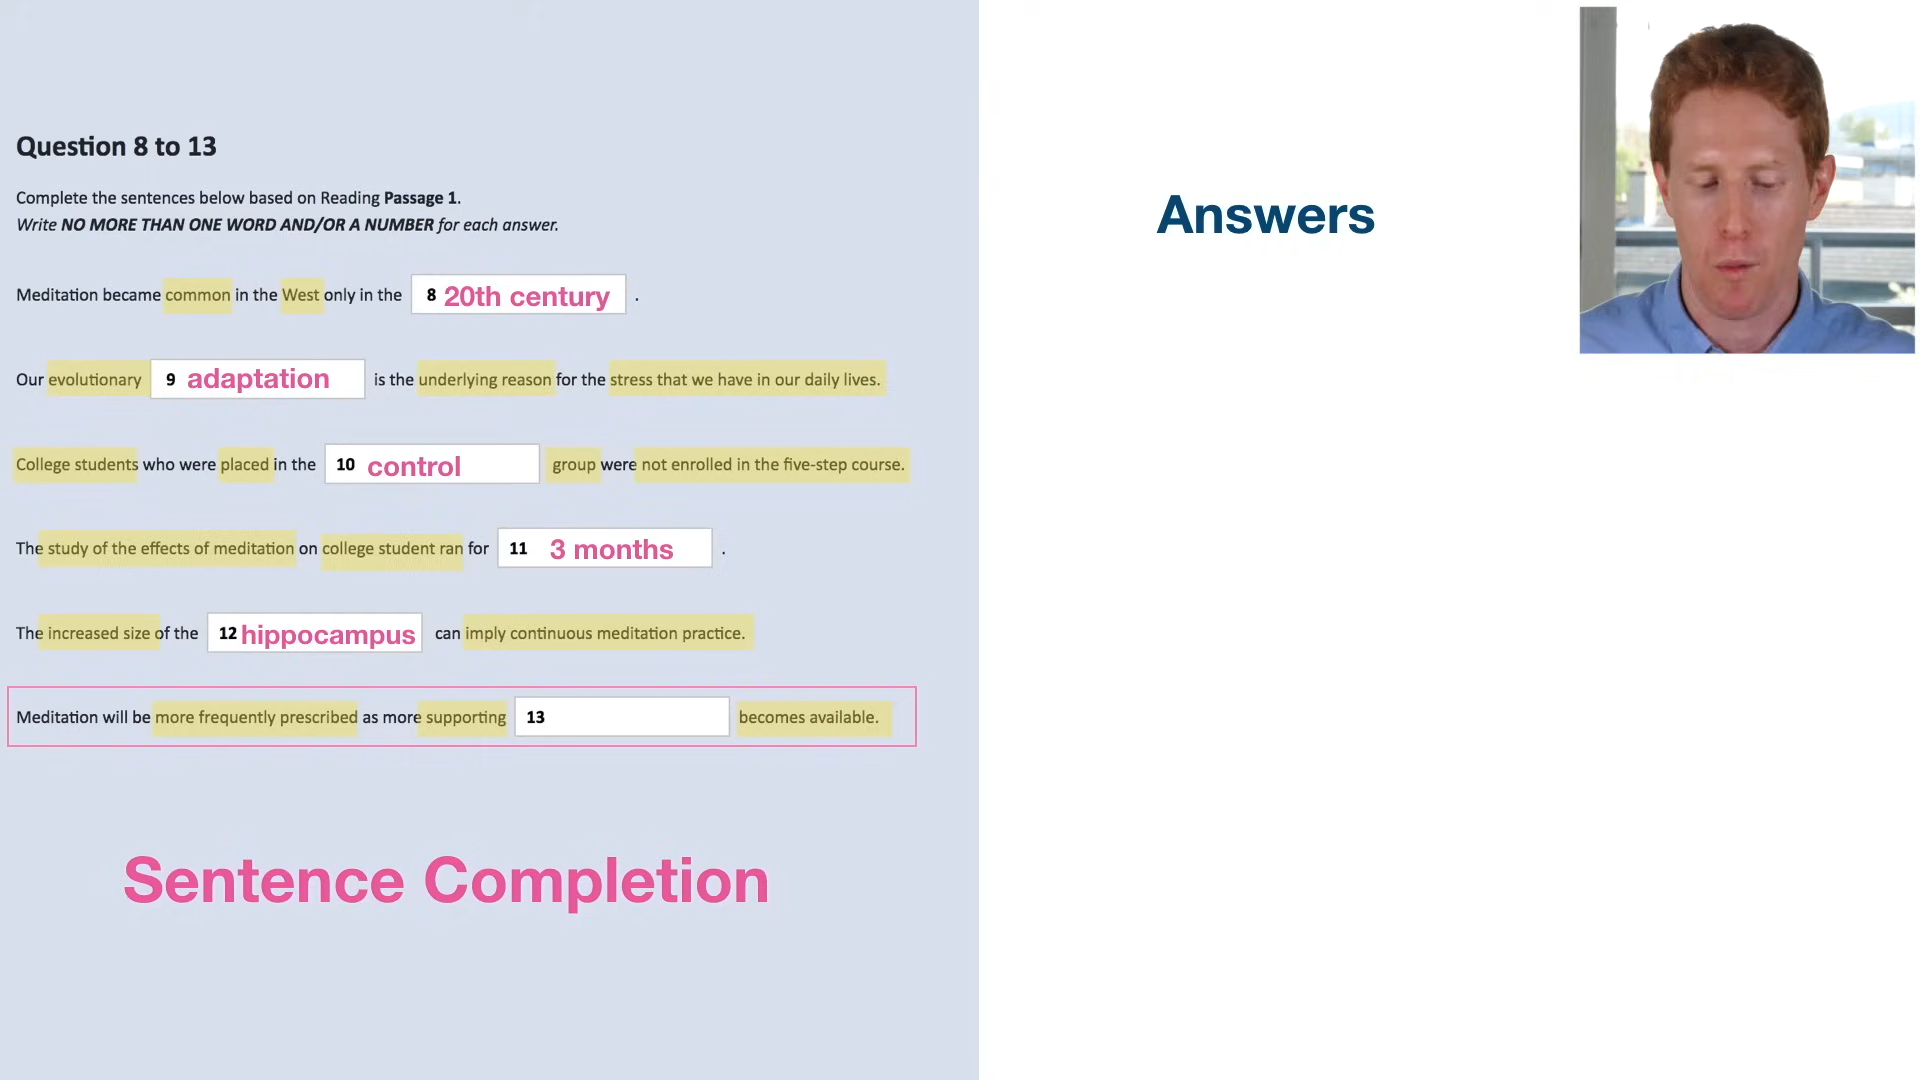 Question 8 to 13
Complete the sentences below based on Reading Passage 1.
Write NO MORE THAN ONE WORD AND/OR A NUMBER for each answer.
Meditation became common in the West only in the 8 20th century .
Our evolutionary 9 adaptation is the underlying reason for the stress that we have in our daily lives.
College students who were placed in the 10 control group were not enrolled in the five-step course.
The study of the effects of meditation on college student ran for 11 3 months .
The increased size of the 12 hippocampus can imply continuous meditation practice.
Meditation will be more frequently prescribed as more supporting 13 becomes available.
Sentence Completion
Answers